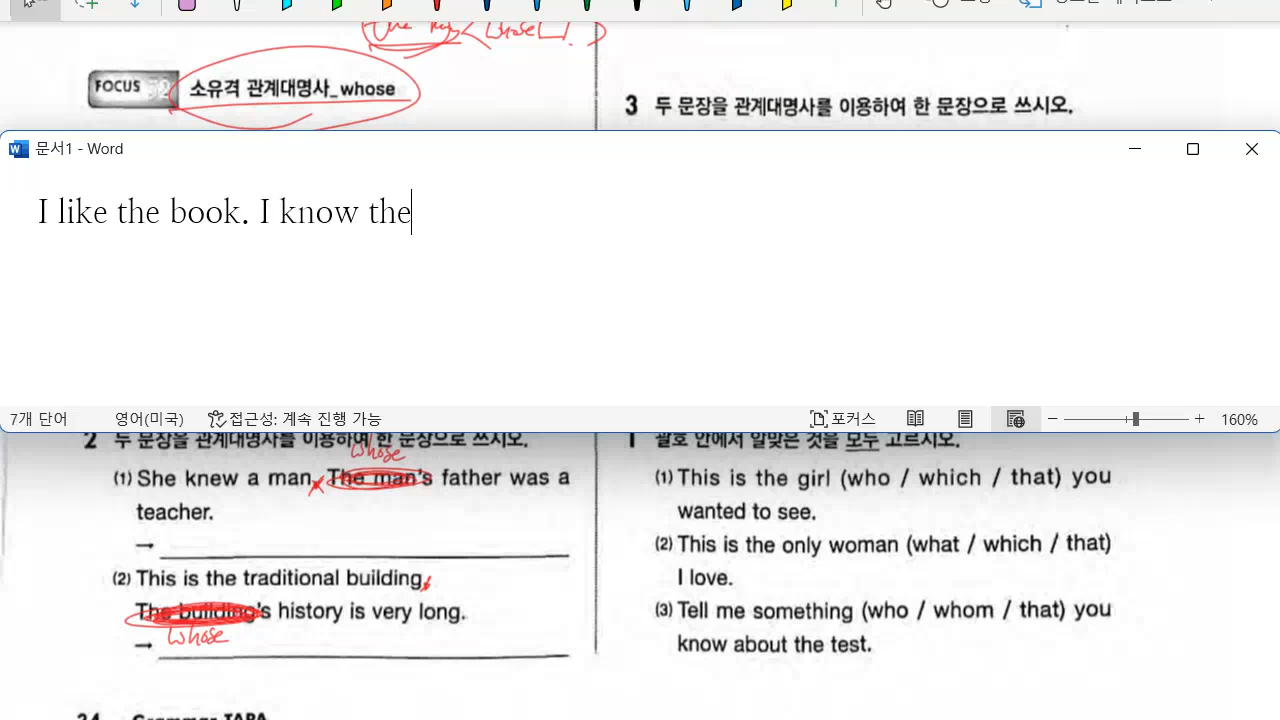 whose
FOCUS 52 소유격 관계대명사_whose
3 두 문장을 관계대명사를 이용하여 한 문장으로 쓰시오.
문서1 - Word
I like the book. I know the
7개 단어 영어(미국) 접근성: 계속 진행 가능 포커스 160%
2 두 문장을 관계대명사를 이용하여 한 문장으로 쓰시오.
whose
(1) She knew a man. The man's father was a
teacher.
→
(2) This is the traditional building.
The building's history is very long.
whose
→
1 괄호 안에서 알맞은 것을 모두 고르시오.
(1) This is the girl (who / which / that) you
wanted to see.
(2) This is the only woman (what / which / that)
I love.
(3) Tell me something (who / whom / that) you
know about the test.
24 Grammar TAPA